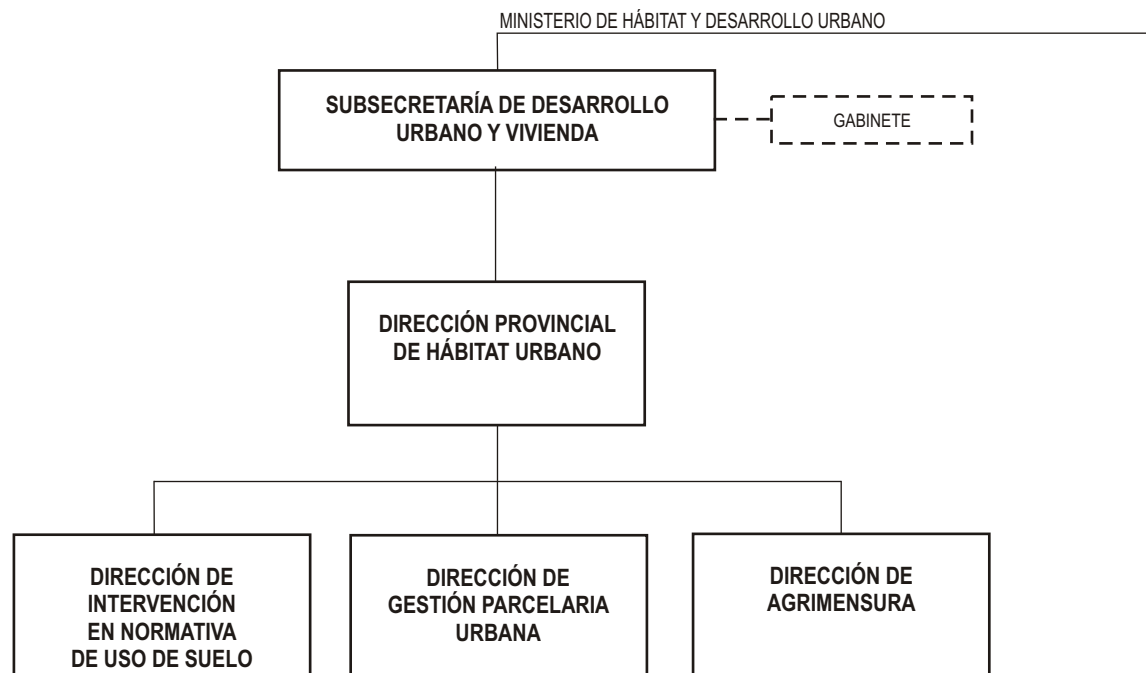 MINISTERIO DE HÁBITAT Y DESARROLLO URBANO
SUBSECRETARÍA DE DESARROLLO
URBANO Y VIVIENDA
GABINETE
DIRECCIÓN PROVINCIAL
DE HÁBITAT URBANO
DIRECCIÓN DE
INTERVENCIÓN
EN NORMATIVA
DE USO DE SUELO
DIRECCIÓN DE
GESTIÓN PARCELARIA
URBANA
DIRECCIÓN DE
AGRIMENSURA